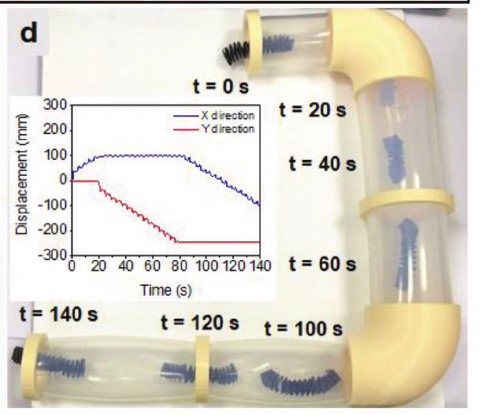 d
t = 0 s
t = 20 s
t = 40 s
t = 60 s
t = 100 s
t = 120 s
t = 140 s
300
200
100
0
-100
-200
-300
Displacement (mm)
X direction
Y direction
0 20 40 60 80 100 120 140
Time (s)